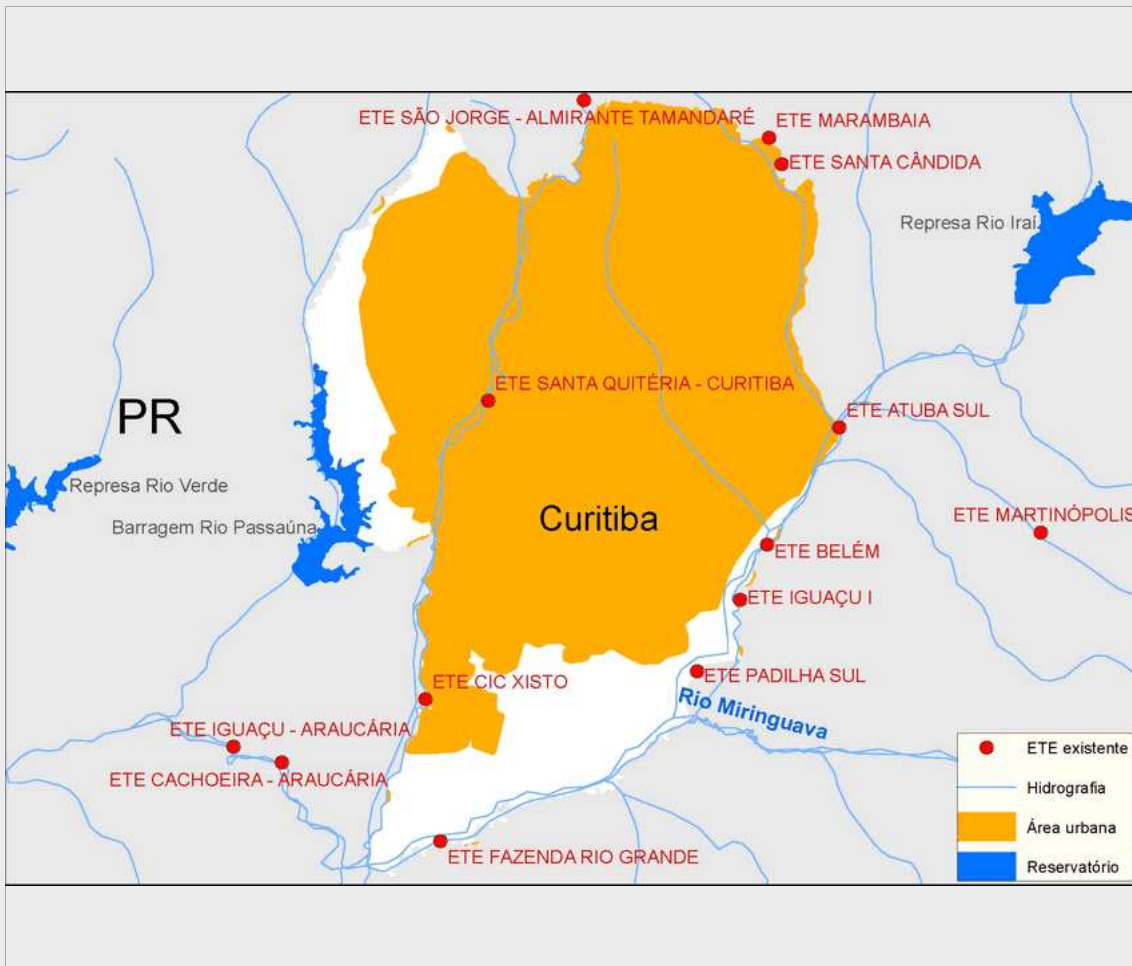 ETE SÃO JORGE - ALMIRANTE TAMANDARÉ
ETE MARAMBAIA
ETE SANTA CÂNDIDA
Represa Rio Iraí
ETE SANTA QUITÉRIA - CURITIBA
PR
ETE ATUBA SUL
Represa Rio Verde
Barragem Rio Passaúna
Curitiba
ETE MARTINÓPOLIS
ETE BELÉM
ETE IGUAÇU I
ETE PADILHA SUL
ETE CIC XISTO
Rio Miringuava
ETE IGUAÇU - ARAUCÁRIA
ETE CACHOEIRA - ARAUCÁRIA
ETE FAZENDA RIO GRANDE
ETE existente
Hidrografia
Área urbana
Reservatório